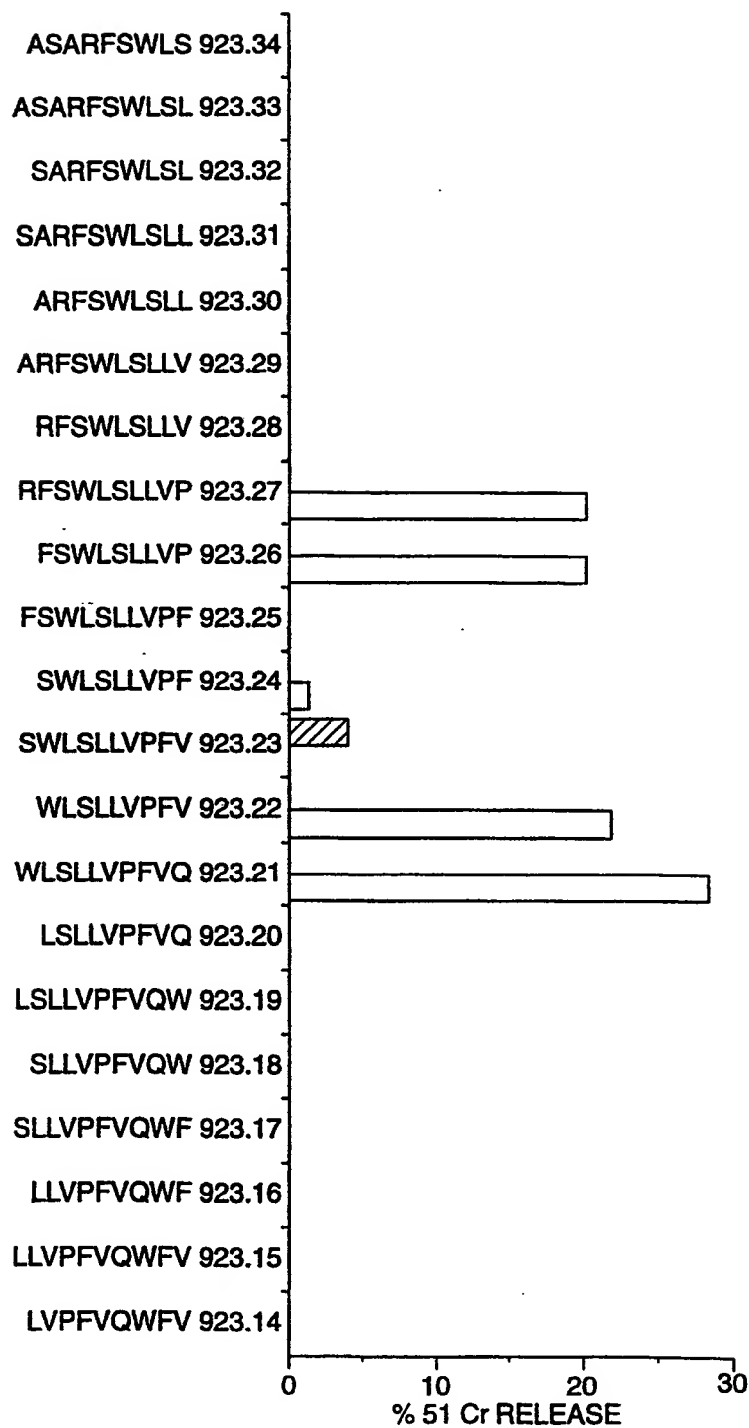 ASARFSWLS 923.34
ASARFSWLSL 923.33
SARFSWLSL 923.32
SARFSWLSLL 923.31
ARFSWLSLL 923.30
ARFSWLSLLV 923.29
RFSWLSLLV 923.28
RFSWLSLLVP 923.27
FSWLSLLVP 923.26
FSWLSLLVPF 923.25
SWLSLLVPF 923.24
SWLSLLVPFV 923.23
WLSLLVPFV 923.22
WLSLLVPFVQ 923.21
LSLLVPFVQ 923.20
LSLLVPFVQW 923.19
SLLVPFVQW 923.18
SLLVPFVQWF 923.17
LLVPFVQWF 923.16
LLVPFVQWFV 923.15
LVPFVQWFV 923.14
0 10 20 30
% 51 Cr RELEASE